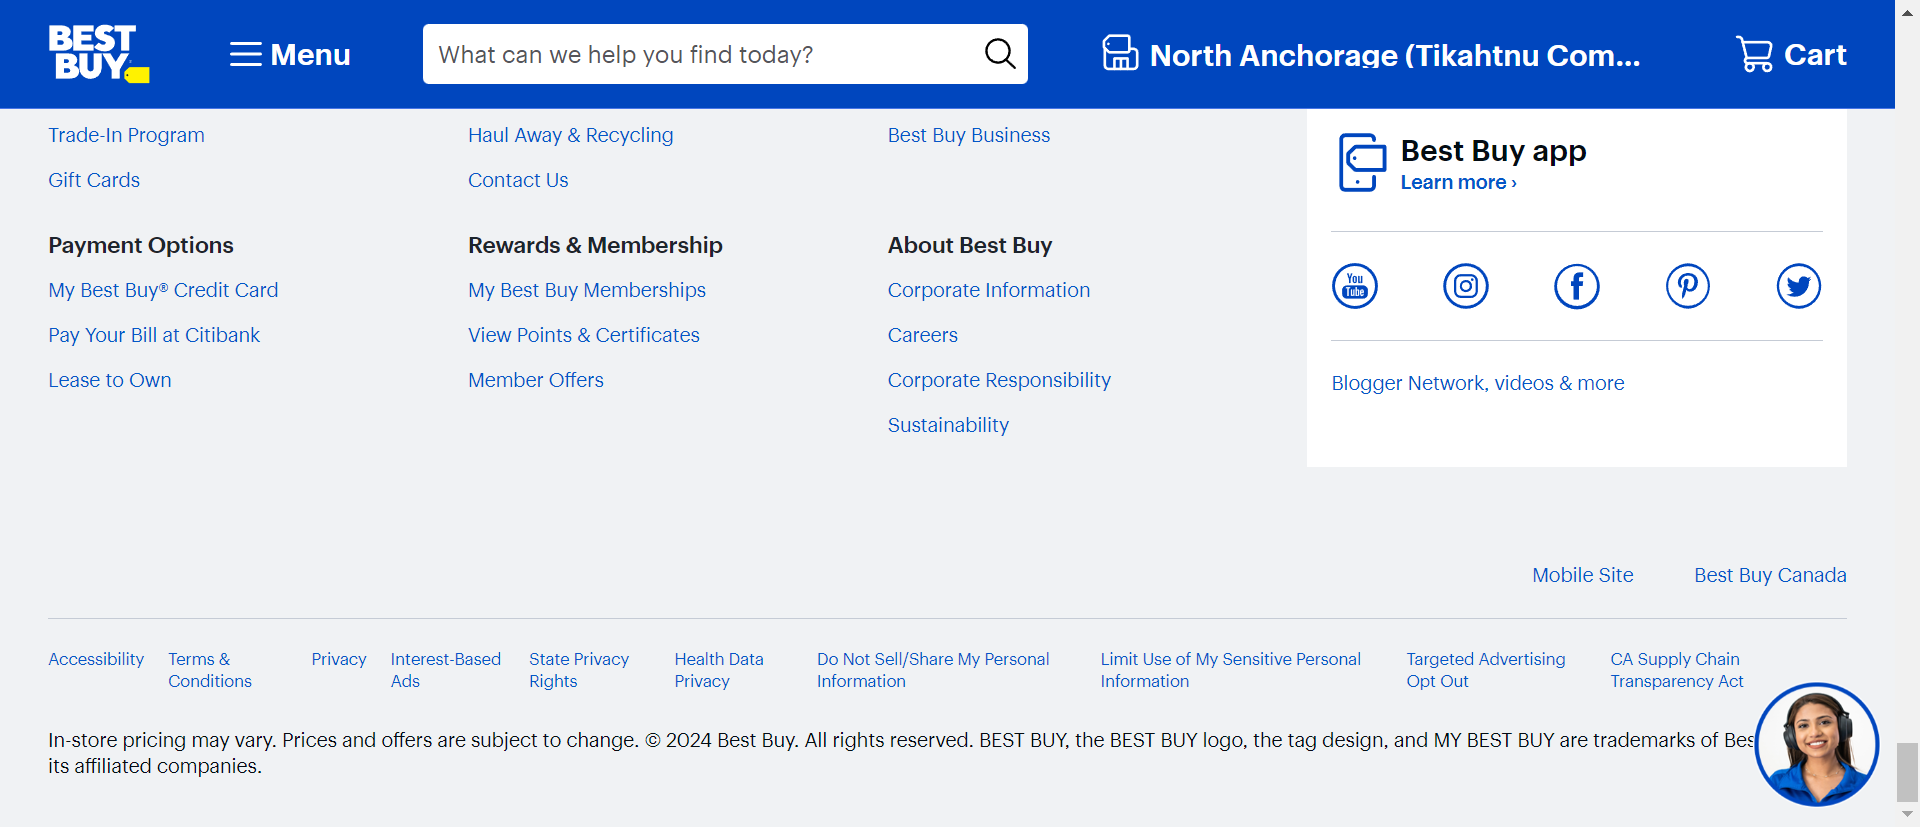 BEST BUY
Menu
What can we help you find today?
North Anchorage (Tikahtnu Com...
Cart
Trade-In Program
Gift Cards
Haul Away & Recycling
Contact Us
Best Buy Business
Payment Options
My Best Buy® Credit Card
Pay Your Bill at Citibank
Lease to Own
Rewards & Membership
My Best Buy Memberships
View Points & Certificates
Member Offers
About Best Buy
Corporate Information
Careers
Corporate Responsibility
Sustainability
Best Buy app
Learn more ›
You Tube
Blogger Network, videos & more
Mobile Site
Best Buy Canada
Accessibility
Terms &
Conditions
Privacy
Interest-Based
Ads
State Privacy
Rights
Health Data
Privacy
Do Not Sell/Share My Personal
Information
Limit Use of My Sensitive Personal
Information
Targeted Advertising
Opt Out
CA Supply Chain
Transparency Act
In-store pricing may vary. Prices and offers are subject to change. © 2024 Best Buy. All rights reserved. BEST BUY, the BEST BUY logo, the tag design, and MY BEST BUY are trademarks of
its affiliated companies.